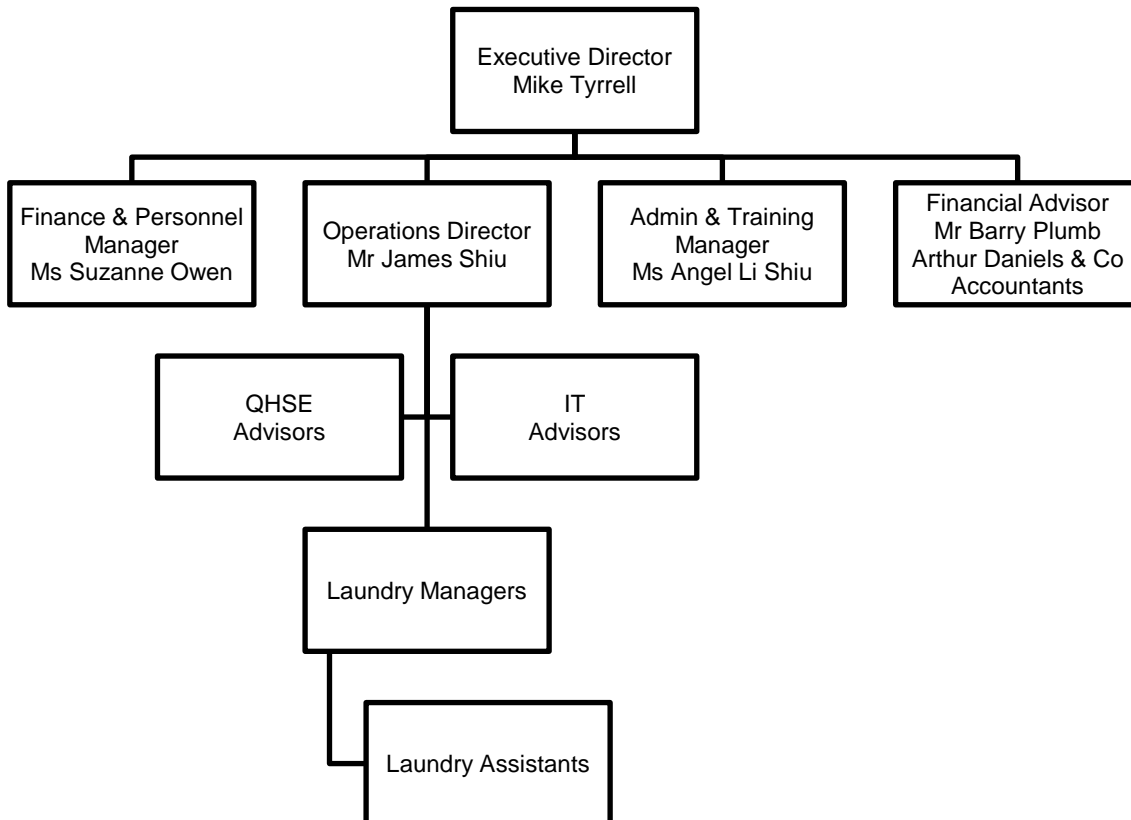 Executive Director
Mike Tyrrell
Finance & Personnel
Manager
Ms Suzanne Owen
Operations Director
Mr James Shiu
Admin & Training
Manager
Ms Angel Li Shiu
Financial Advisor
Mr Barry Plumb
Arthur Daniels & Co
Accountants
QHSE
Advisors
IT
Advisors
Laundry Managers
Laundry Assistants